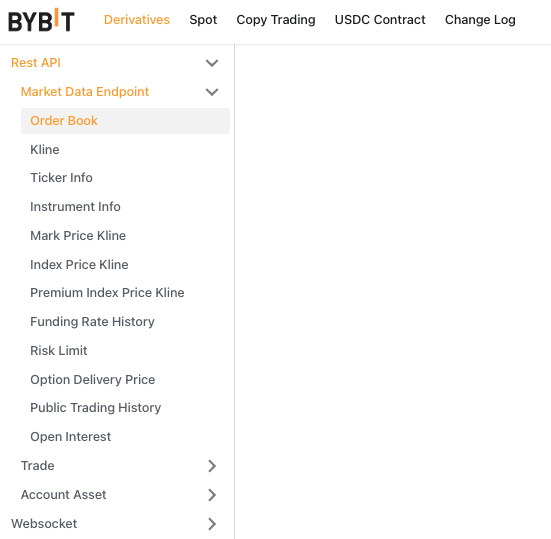 BYBIT Derivatives Spot Copy Trading USDC Contract Change Log
Rest API
Market Data Endpoint
Order Book
Kline
Ticker Info
Instrument Info
Mark Price Kline
Index Price Kline
Premium Index Price Kline
Funding Rate History
Risk Limit
Option Delivery Price
Public Trading History
Open Interest
Trade
Account Asset
Websocket